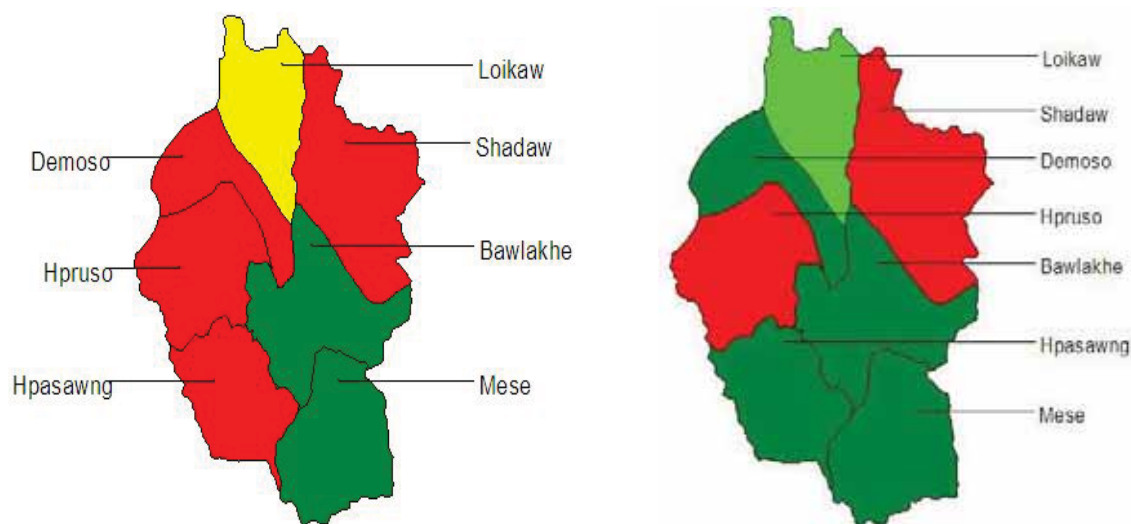 Loikaw
Shadaw
Demoso
Bawlakhe
Hpruso
Hpasawng
Mese
Loikaw
Shadaw
Demoso
Hpruso
Bawlakhe
Hpasawng
Mese